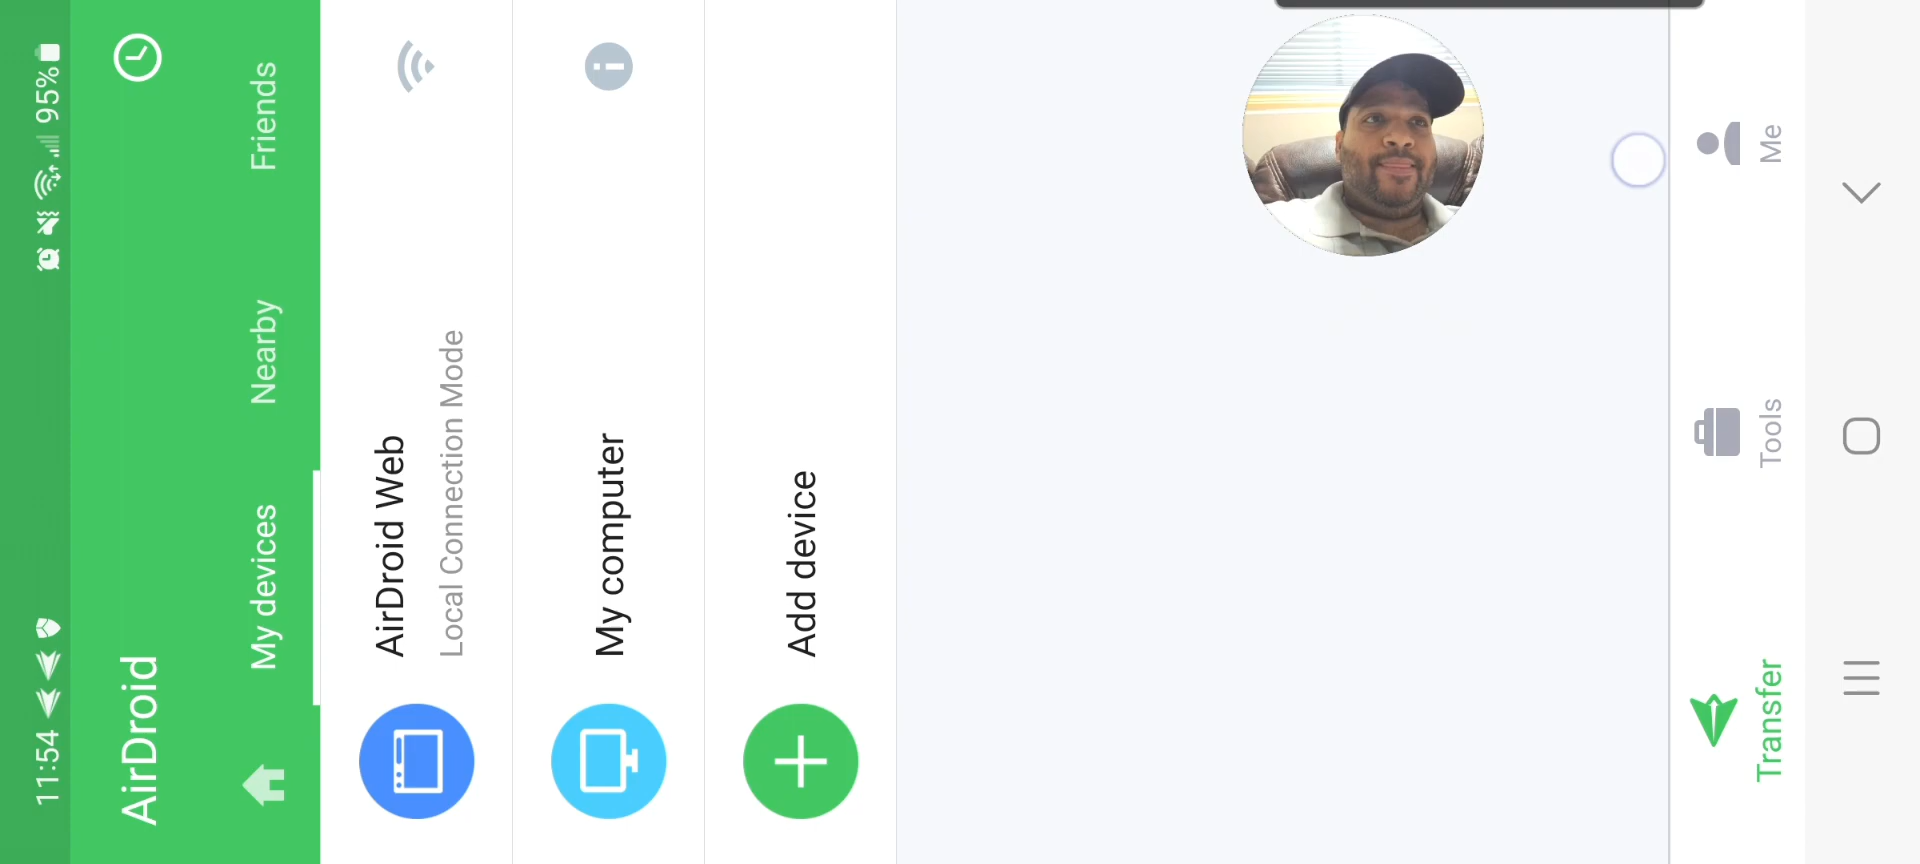 11:54
95%
AirDroid
My devices
Nearby
Friends
AirDroid Web
Local Connection Mode
My computer
Add device
Transfer
Tools
Me